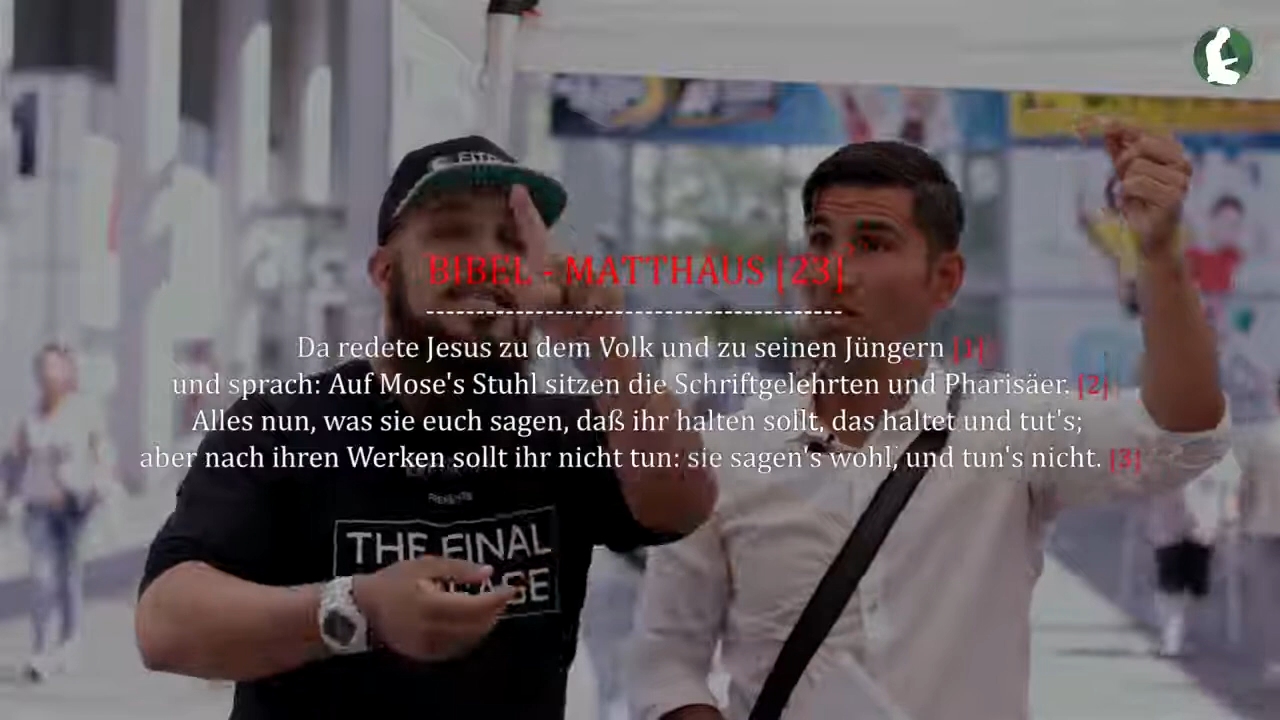 BIBEL - MATTHÄUS [23]
-----------------------------------------
Da redete Jesus zu dem Volk und zu seinen Jüngern [1]
und sprach: Auf Mose's Stuhl sitzen die Schriftgelehrten und Pharisäer. [2]
Alles nun, was sie euch sagen, daß ihr halten sollt, das haltet und tut's;
aber nach ihren Werken sollt ihr nicht tun: sie sagen's wohl, und tun's nicht. [3]
THE FINAL